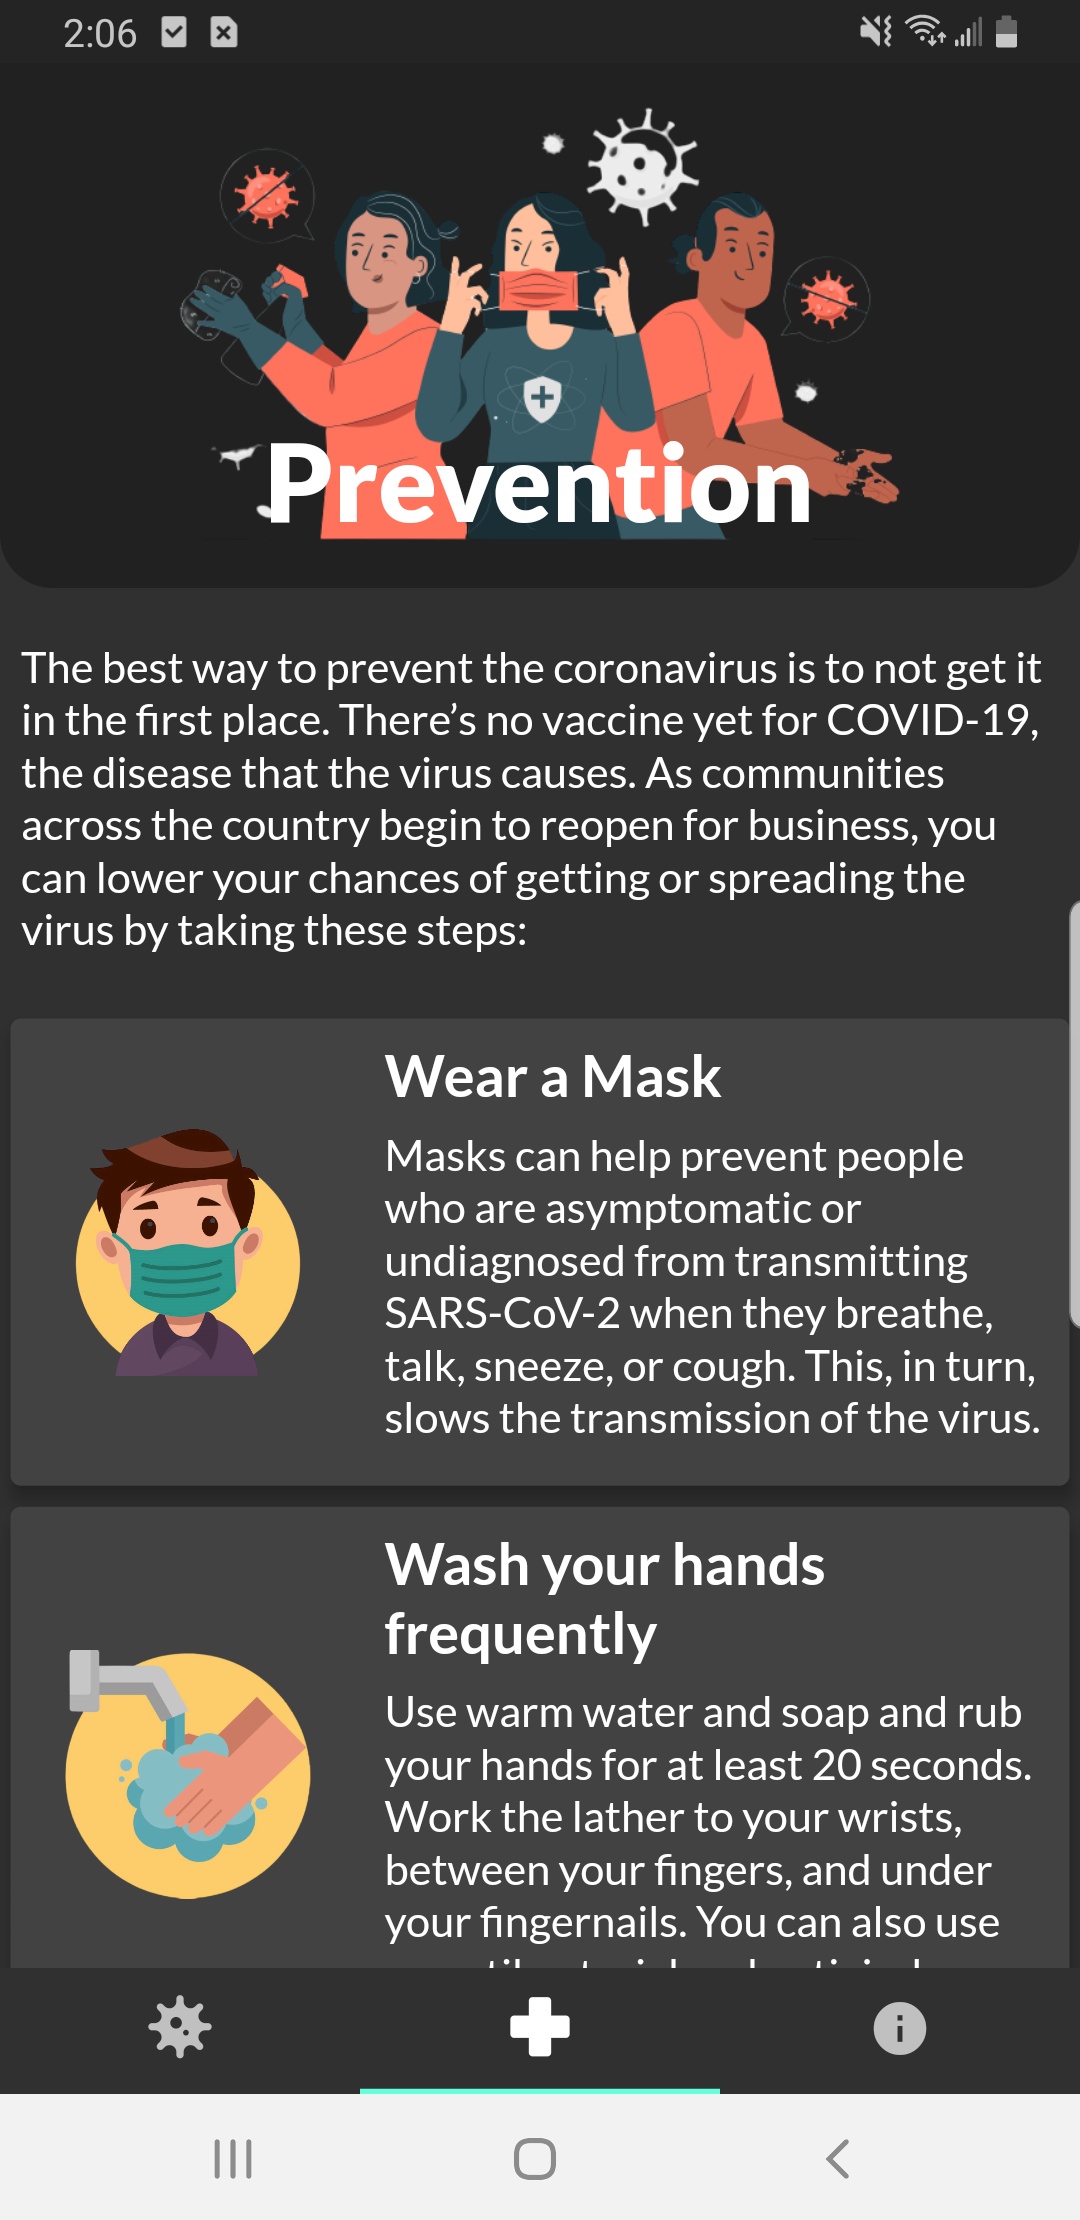 2:06
Prevention
The best way to prevent the coronavirus is to not get it
in the first place. There’s no vaccine yet for COVID-19,
the disease that the virus causes. As communities
across the country begin to reopen for business, you
can lower your chances of getting or spreading the
virus by taking these steps:
Wear a Mask
Masks can help prevent people
who are asymptomatic or
undiagnosed from transmitting
SARS-CoV-2 when they breathe,
talk, sneeze, or cough. This, in turn,
slows the transmission of the virus.
Wash your hands
frequently
Use warm water and soap and rub
your hands for at least 20 seconds.
Work the lather to your wrists,
between your fingers, and under
your fingernails. You can also use